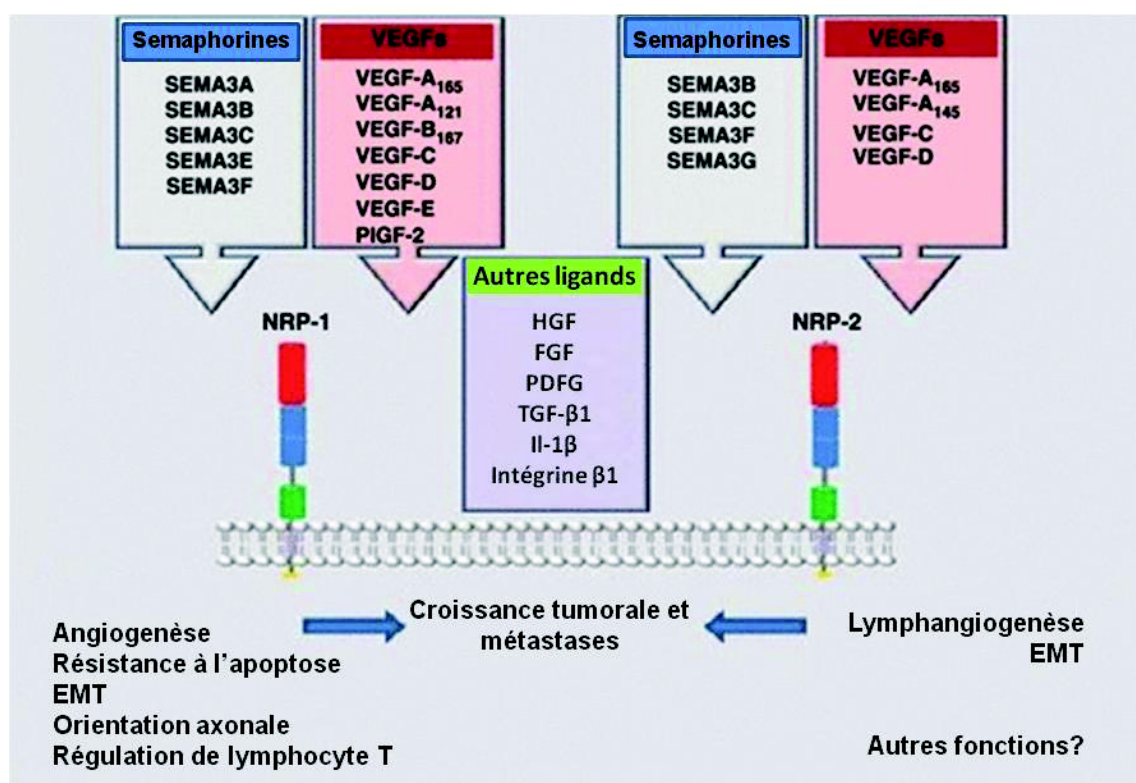 Semaphorines
SEMA3A
SEMA3B
SEMA3C
SEMA3E
SEMA3F
VEGFs
VEGF-A165
VEGF-A121
VEGF-B167
VEGF-C
VEGF-D
VEGF-E
PIGF-2
Semaphorines
SEMA3B
SEMA3C
SEMA3F
SEMA3G
VEGFs
VEGF-A165
VEGF-A145
VEGF-C
VEGF-D
Autres ligands
HGF
FGF
PDFG
TGF-β1
Il-1β
Intégrine β1
NRP-1
NRP-2
Croissance tumorale et
métastases
Angiogenèse
Résistance à l'apoptose
EMT
Orientation axonale
Régulation de lymphocyte T
Lymphangiogenèse
EMT
Autres fonctions?